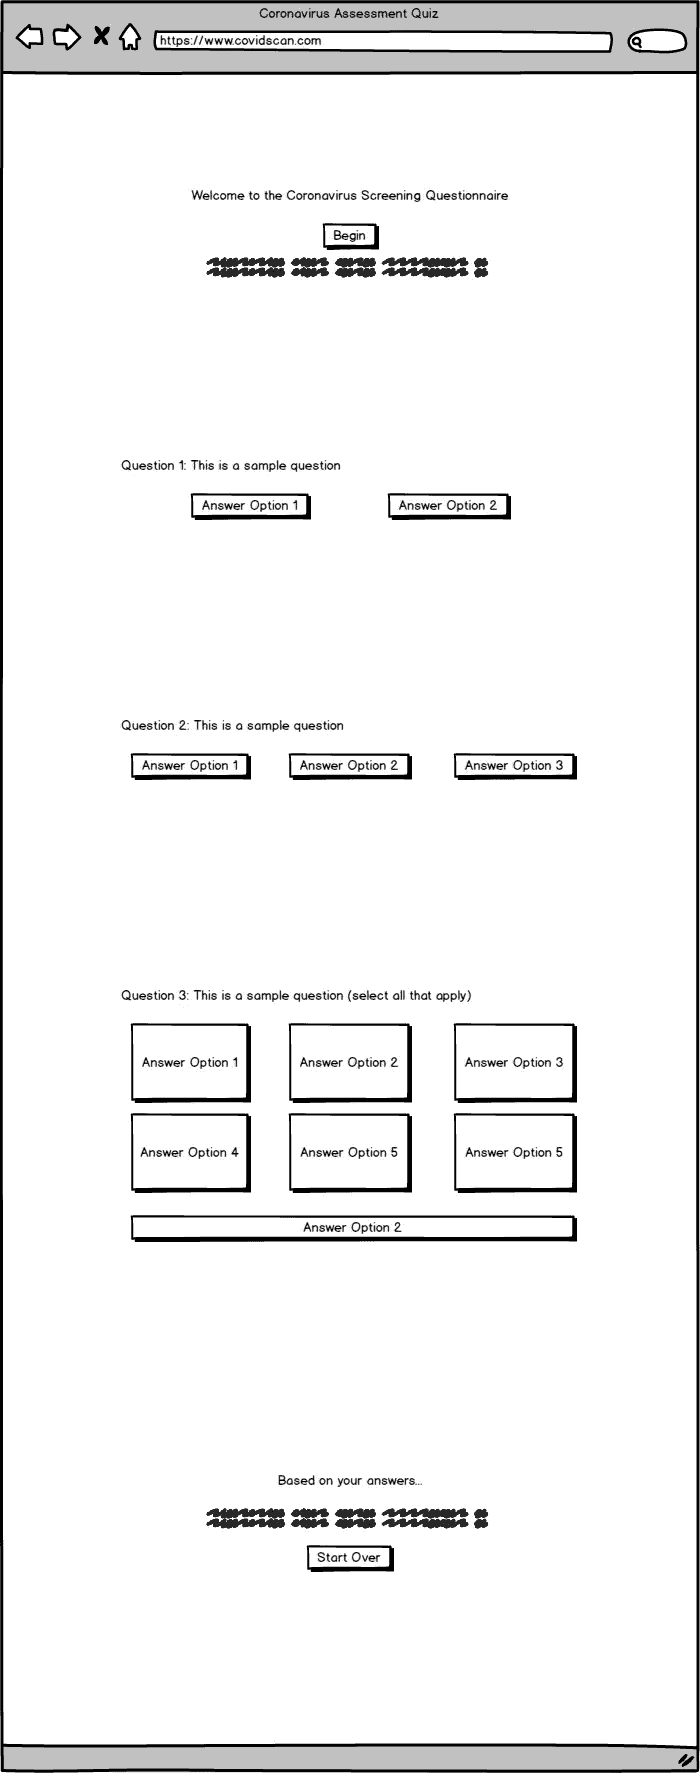 Coronavirus Assessment Quiz
https://www.covidscan.com
Welcome to the Coronavirus Screening Questionnaire
Begin
Question 1: This is a sample question
Answer Option 1 Answer Option 2
Question 2: This is a sample question
Answer Option 1 Answer Option 2 Answer Option 3
Question 3: This is a sample question (select all that apply)
Answer Option 1 Answer Option 2 Answer Option 3
Answer Option 4 Answer Option 5 Answer Option 5
Answer Option 2
Based on your answers...
Start Over